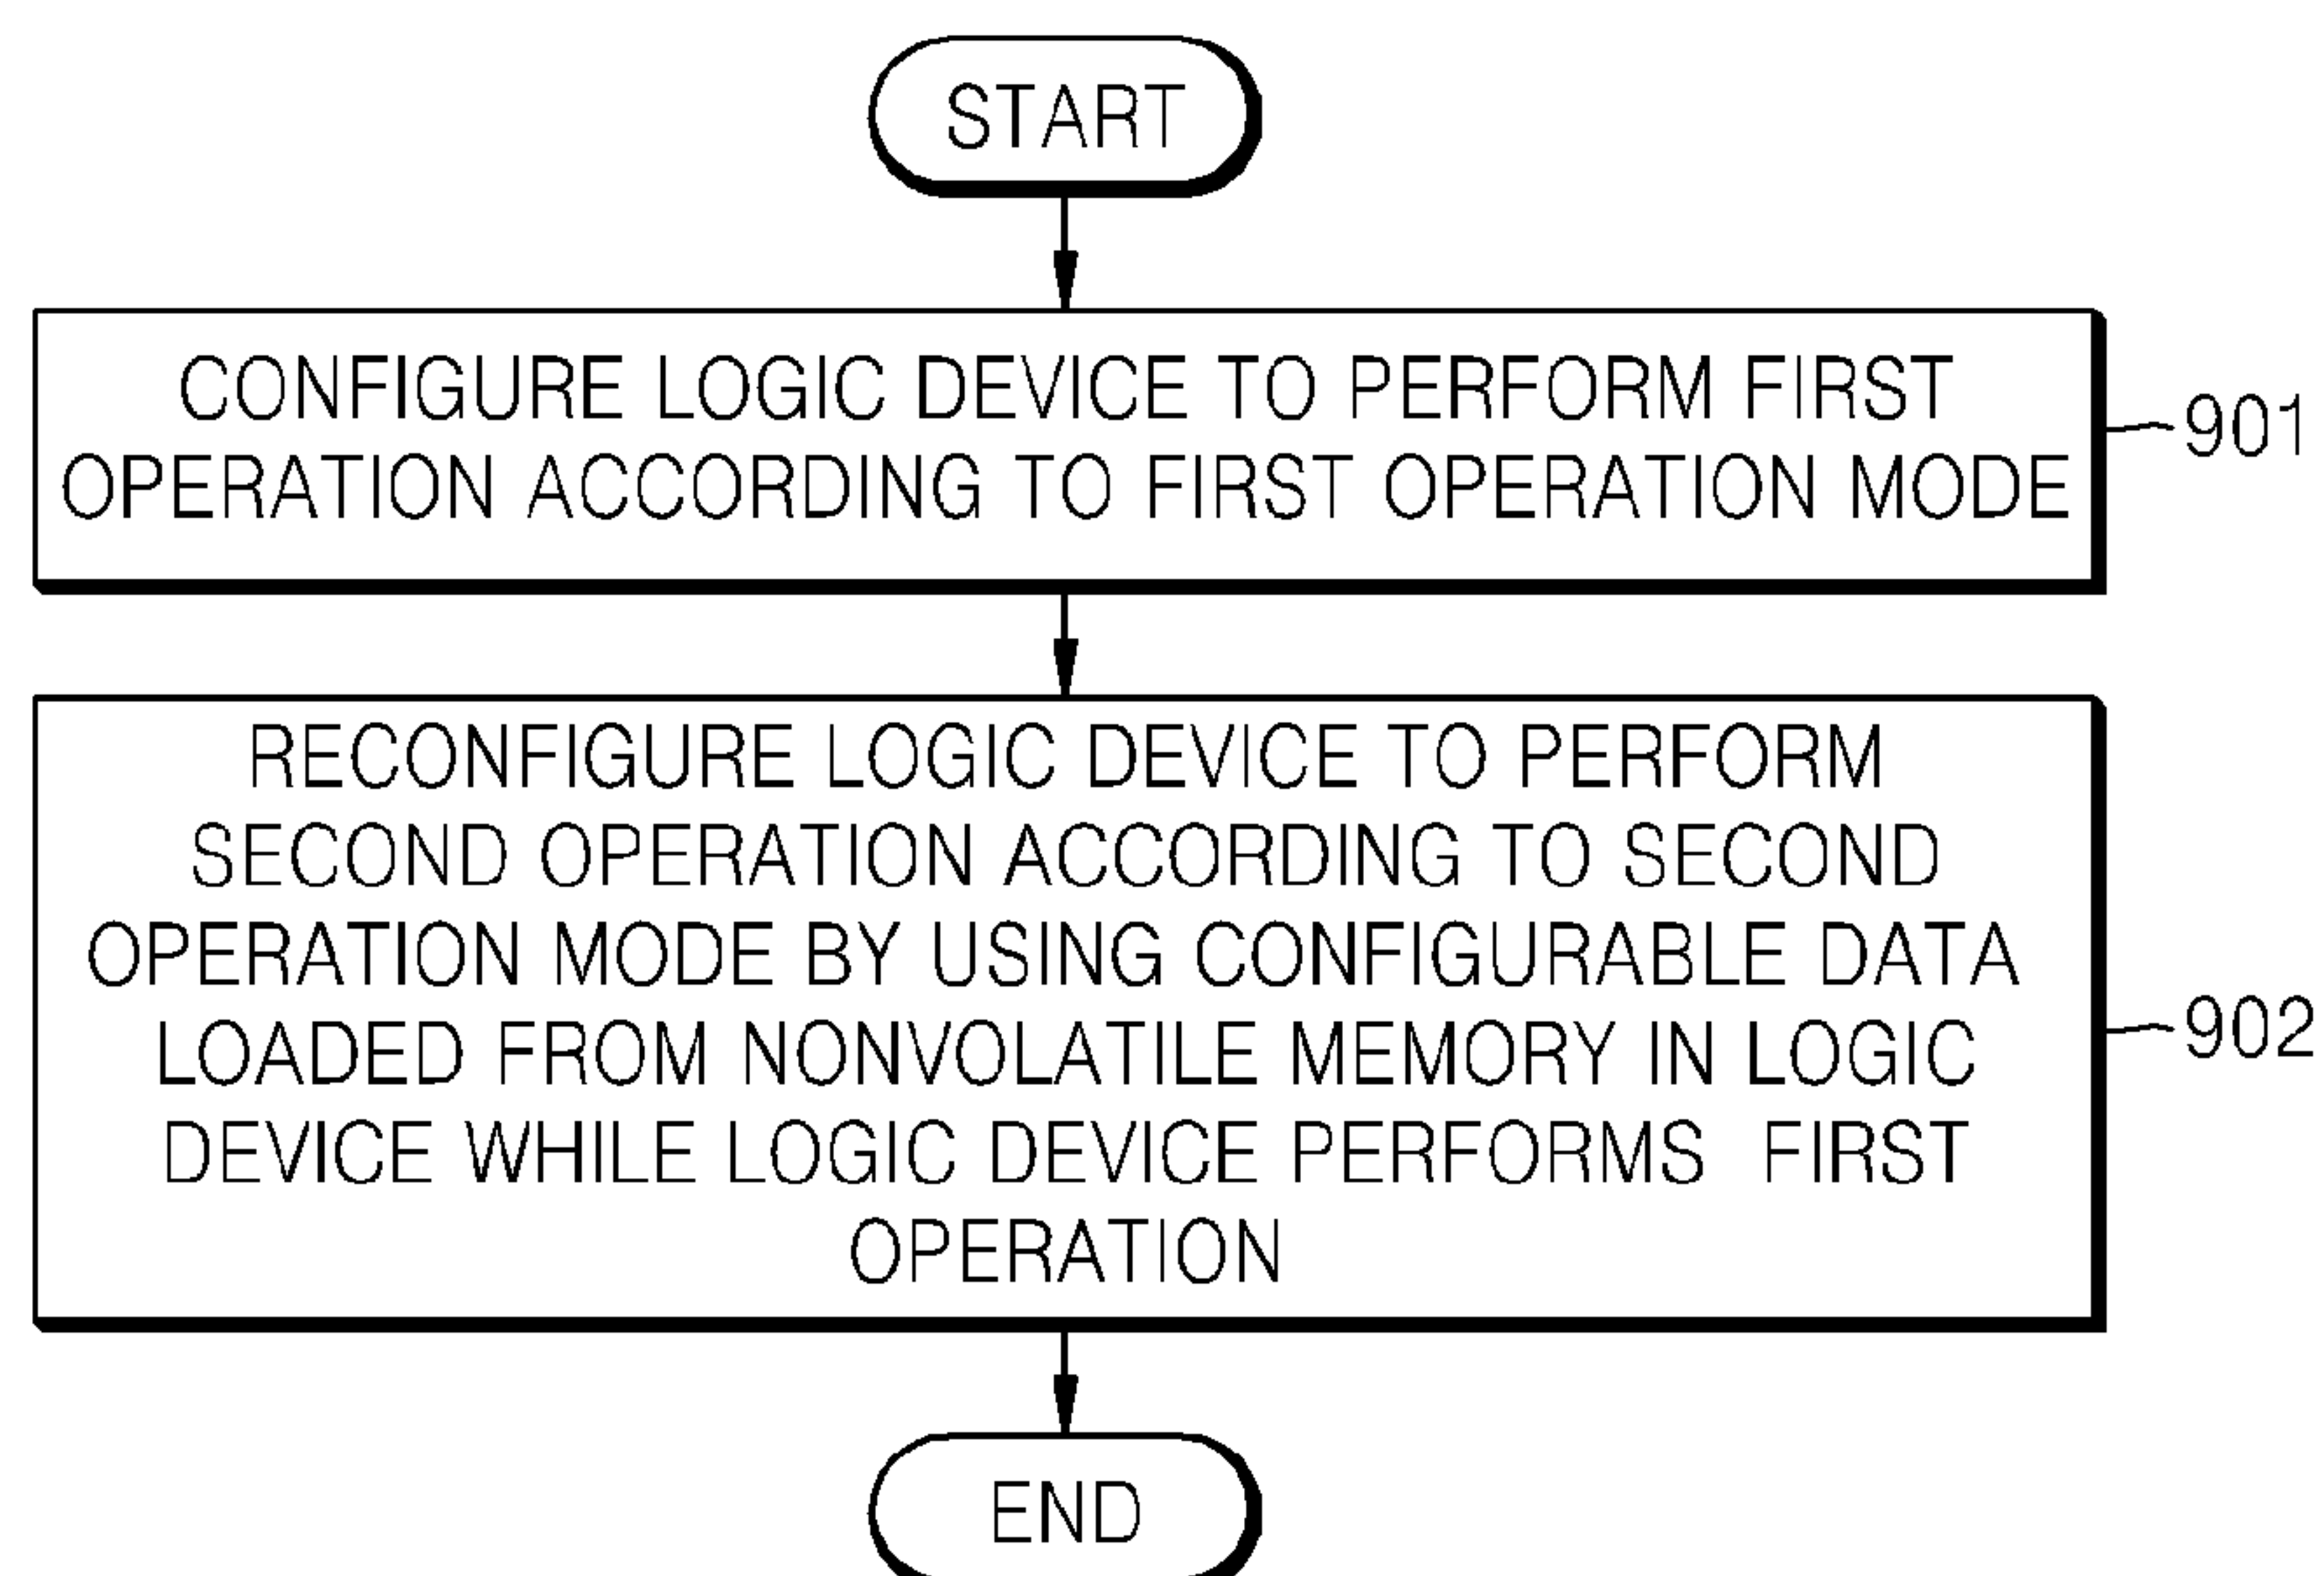 START
CONFIGURE LOGIC DEVICE TO PERFORM FIRST
OPERATION ACCORDING TO FIRST OPERATION MODE
901
RECONFIGURE LOGIC DEVICE TO PERFORM
SECOND OPERATION ACCORDING TO SECOND
OPERATION MODE BY USING CONFIGURABLE DATA
LOADED FROM NONVOLATILE MEMORY IN LOGIC
DEVICE WHILE LOGIC DEVICE PERFORMS FIRST
OPERATION
902
END